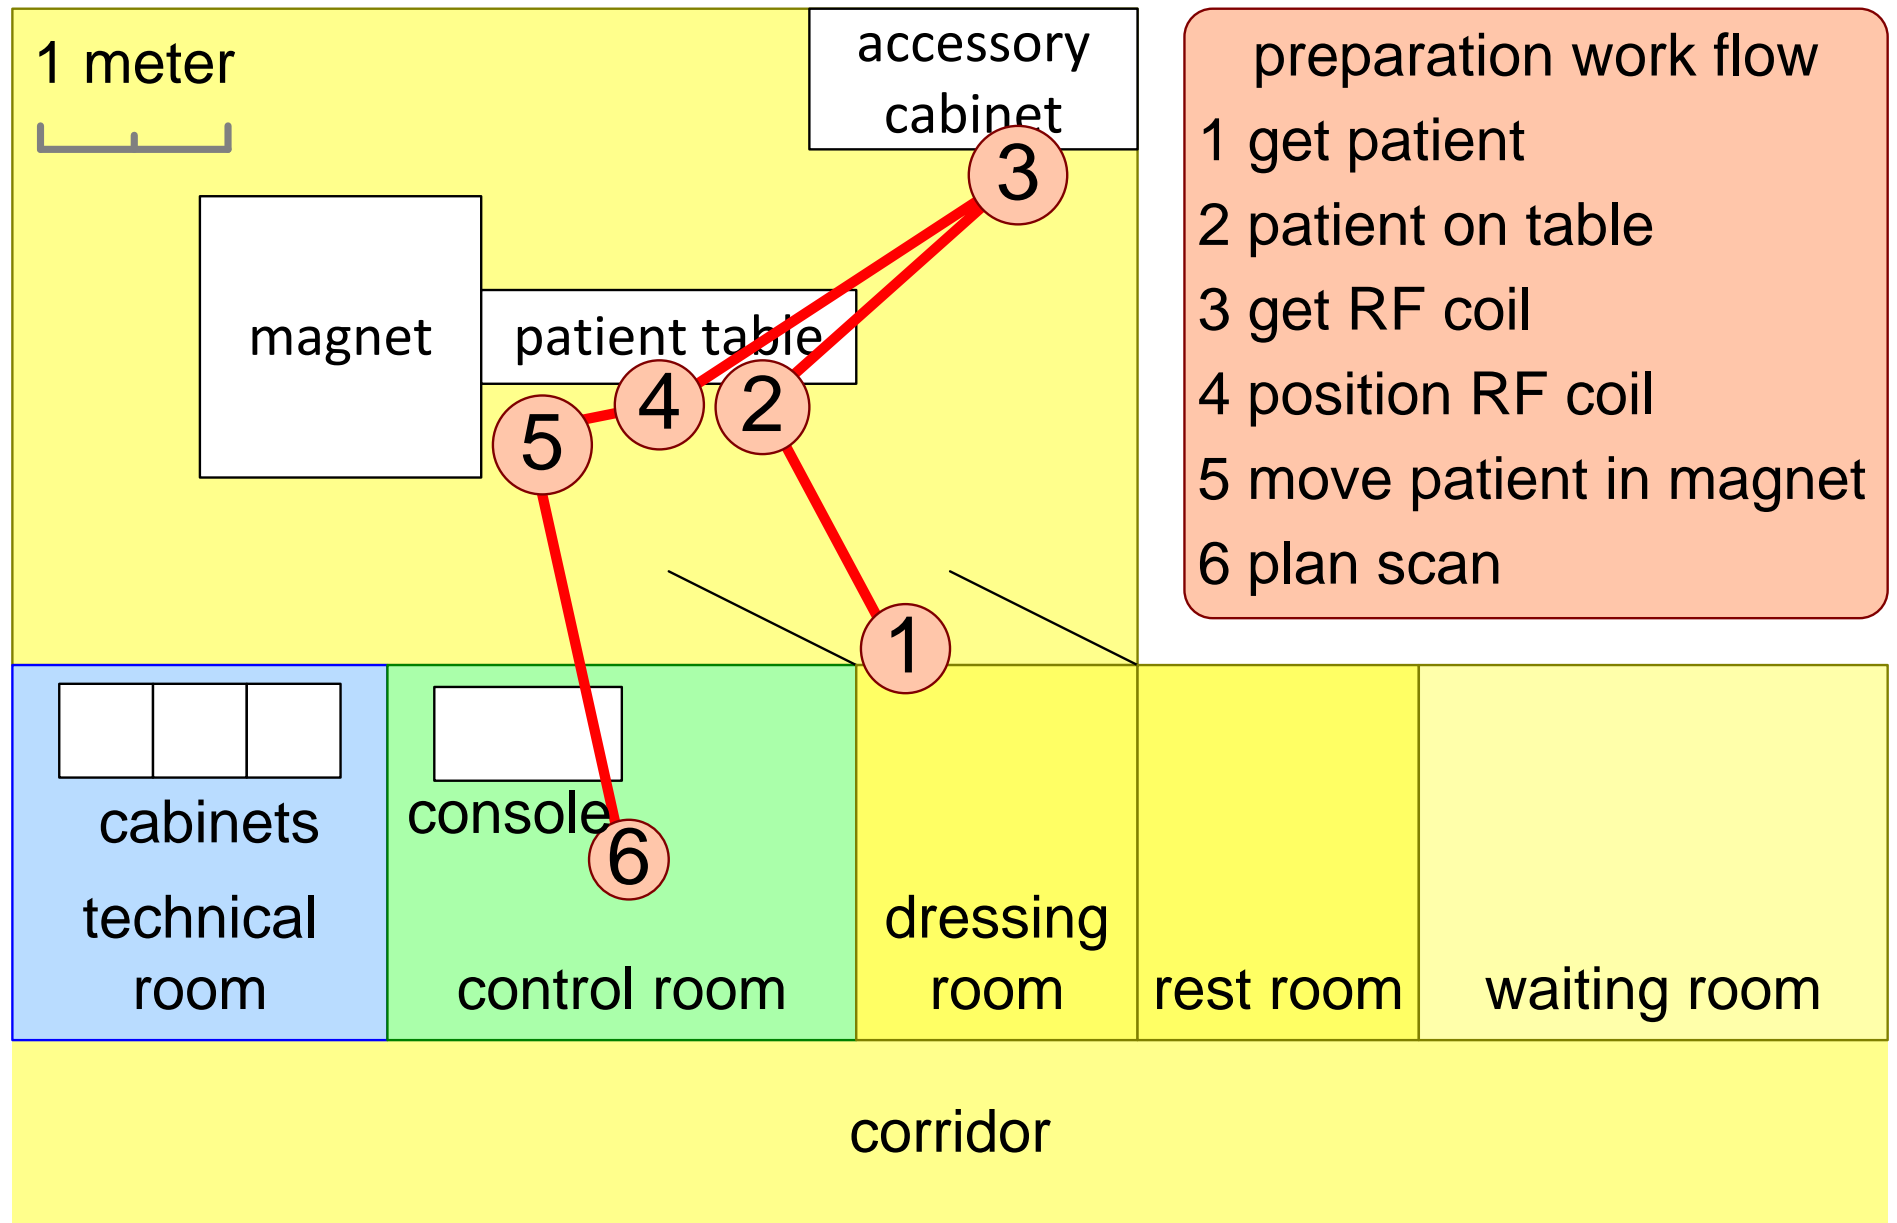 1 meter
accessory
cabinet
preparation work flow
1 get patient
2 patient on table
3 get RF coil
4 position RF coil
5 move patient in magnet
6 plan scan
3
magnet
patient table
4
2
5
1
console
cabinets
6
technical
room
control room
dressing
room
rest room
waiting room
corridor